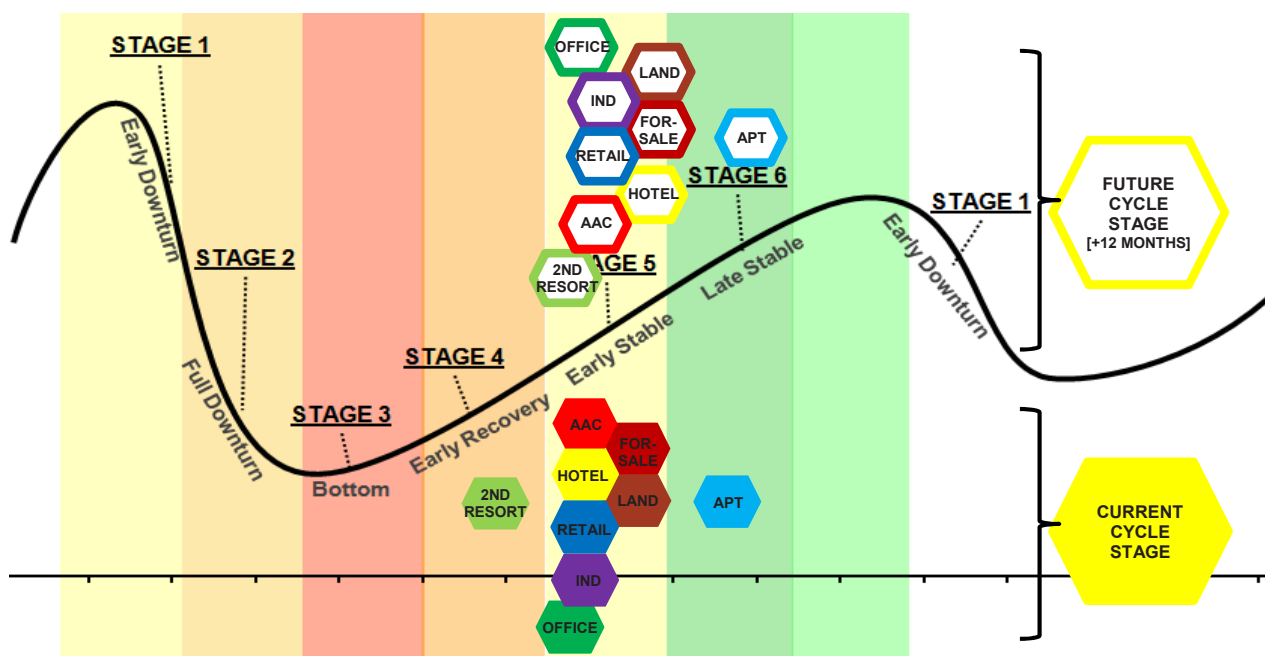 STAGE 1
Early Downturn
STAGE 2
Full Downturn
STAGE 3
Bottom
STAGE 4
Early Recovery
TAGE 5
Early Stable
STAGE 6
Late Stable
STAGE 1
Early Downturn
OFFICE
LAND
IND
FOR-
SALE
APT
RETAIL
HOTEL
AAC
2ND
RESORT
FUTURE
CYCLE
STAGE
[+12 MONTHS]
AAC
FOR-
SALE
HOTEL
2ND
RESORT
LAND
APT
RETAIL
IND
OFFICE
CURRENT
CYCLE
STAGE